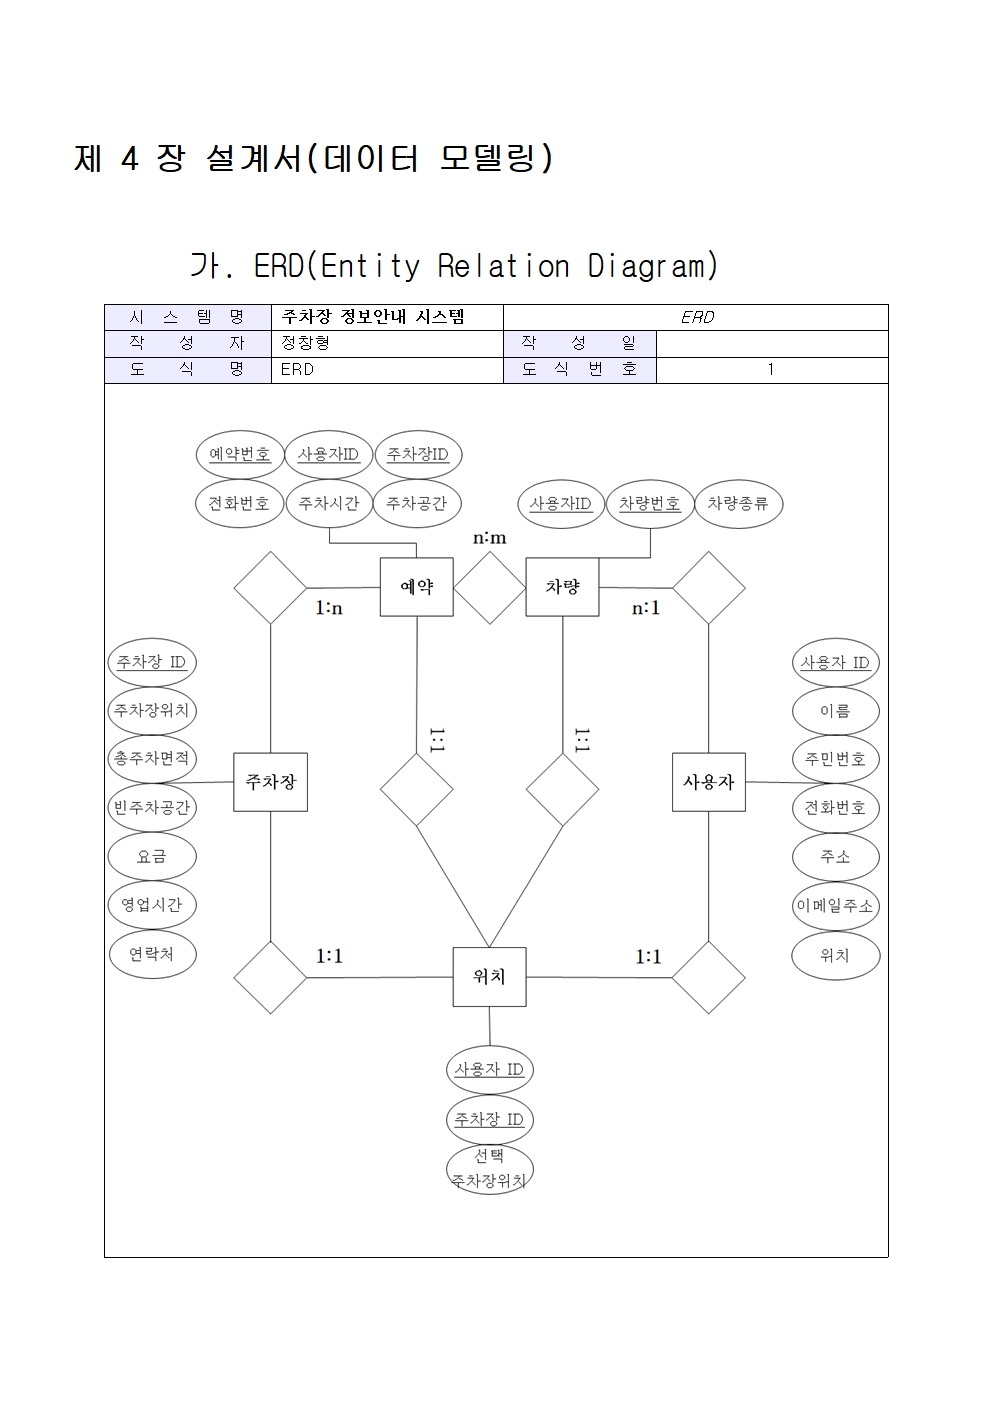 제 4 장 설계서(데이터 모델링)
가. ERD(Entity Relation Diagram)
시 스 템 명 주차장 정보안내 시스템 ERD
작 성 자 정창형 작 성 일
도 식 명 ERD 도 식 번 호 1
예약번호 사용자ID 주차장ID
전화번호 주차시간 주차공간
사용자ID 차량번호 차량종류
n:m
예약 차량
1:n n:1
주차장 ID
주차장위치
총주차면적
빈주차공간
요금
영업시간
연락처
1:1 1:1
주차장 사용자
사용자 ID
이름
주민번호
전화번호
주소
이메일주소
위치
1:1 1:1
위치
사용자 ID
주차장 ID
선택
주차장위치